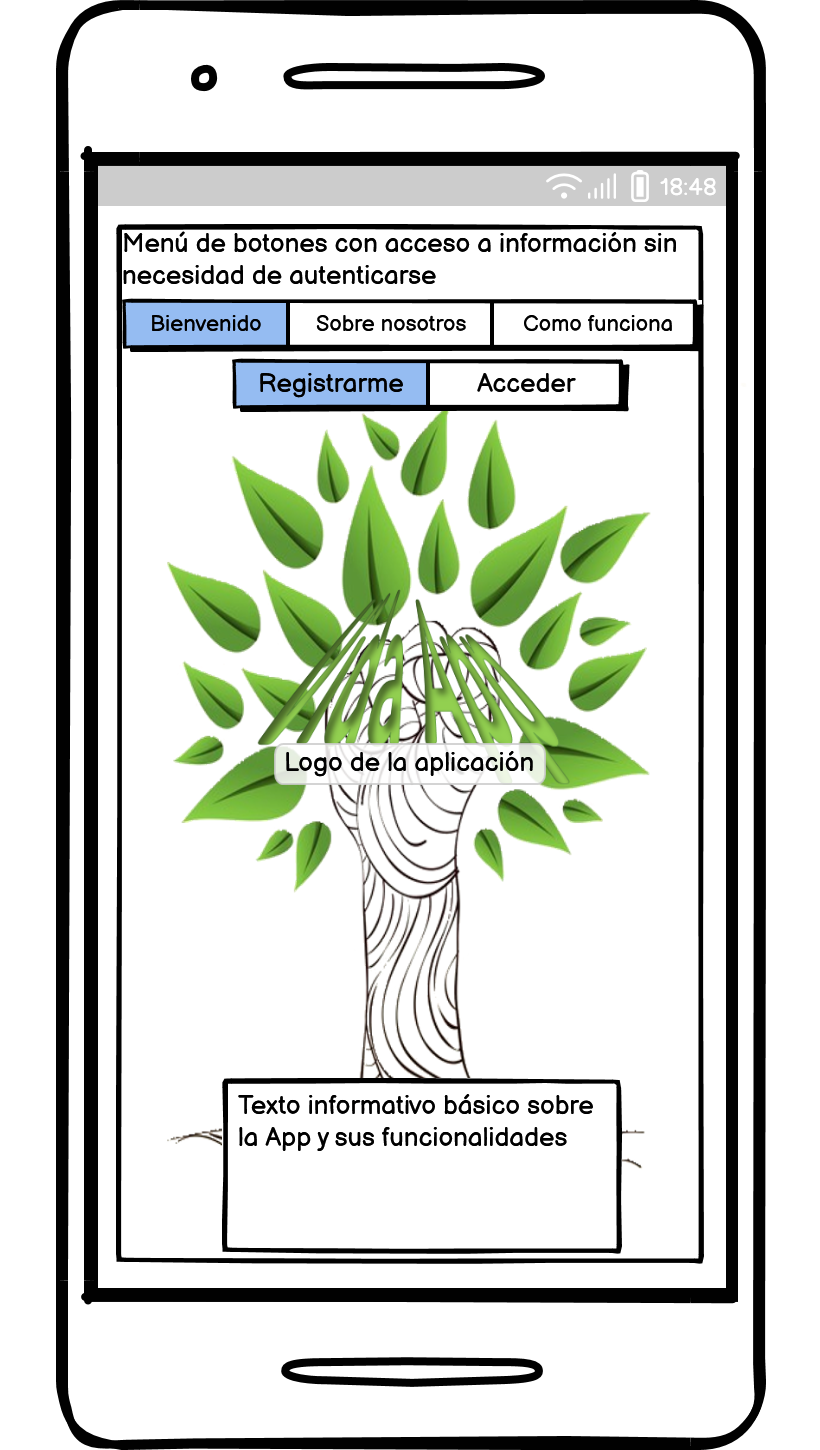 18:48
Menú de botones con acceso a información sin
necesidad de autenticarse
Bienvenido Sobre nosotros Como funciona
Registrarme Acceder
Logo de la aplicación
Texto informativo básico sobre
la App y sus funcionalidades